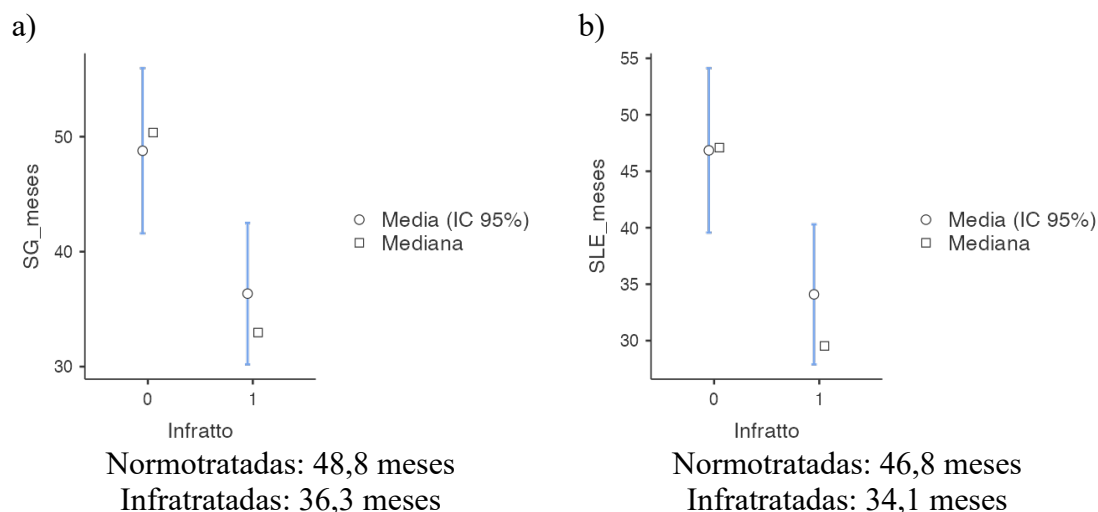 a)
50
40
30
SG_meses
0 1
Infratto
Media (IC 95%)
Mediana
Normotratadas: 48,8 meses
Infratratadas: 36,3 meses
b)
55
50
45
40
35
30
SLE_meses
0 1
Infratto
Media (IC 95%)
Mediana
Normotratadas: 46,8 meses
Infratratadas: 34,1 meses